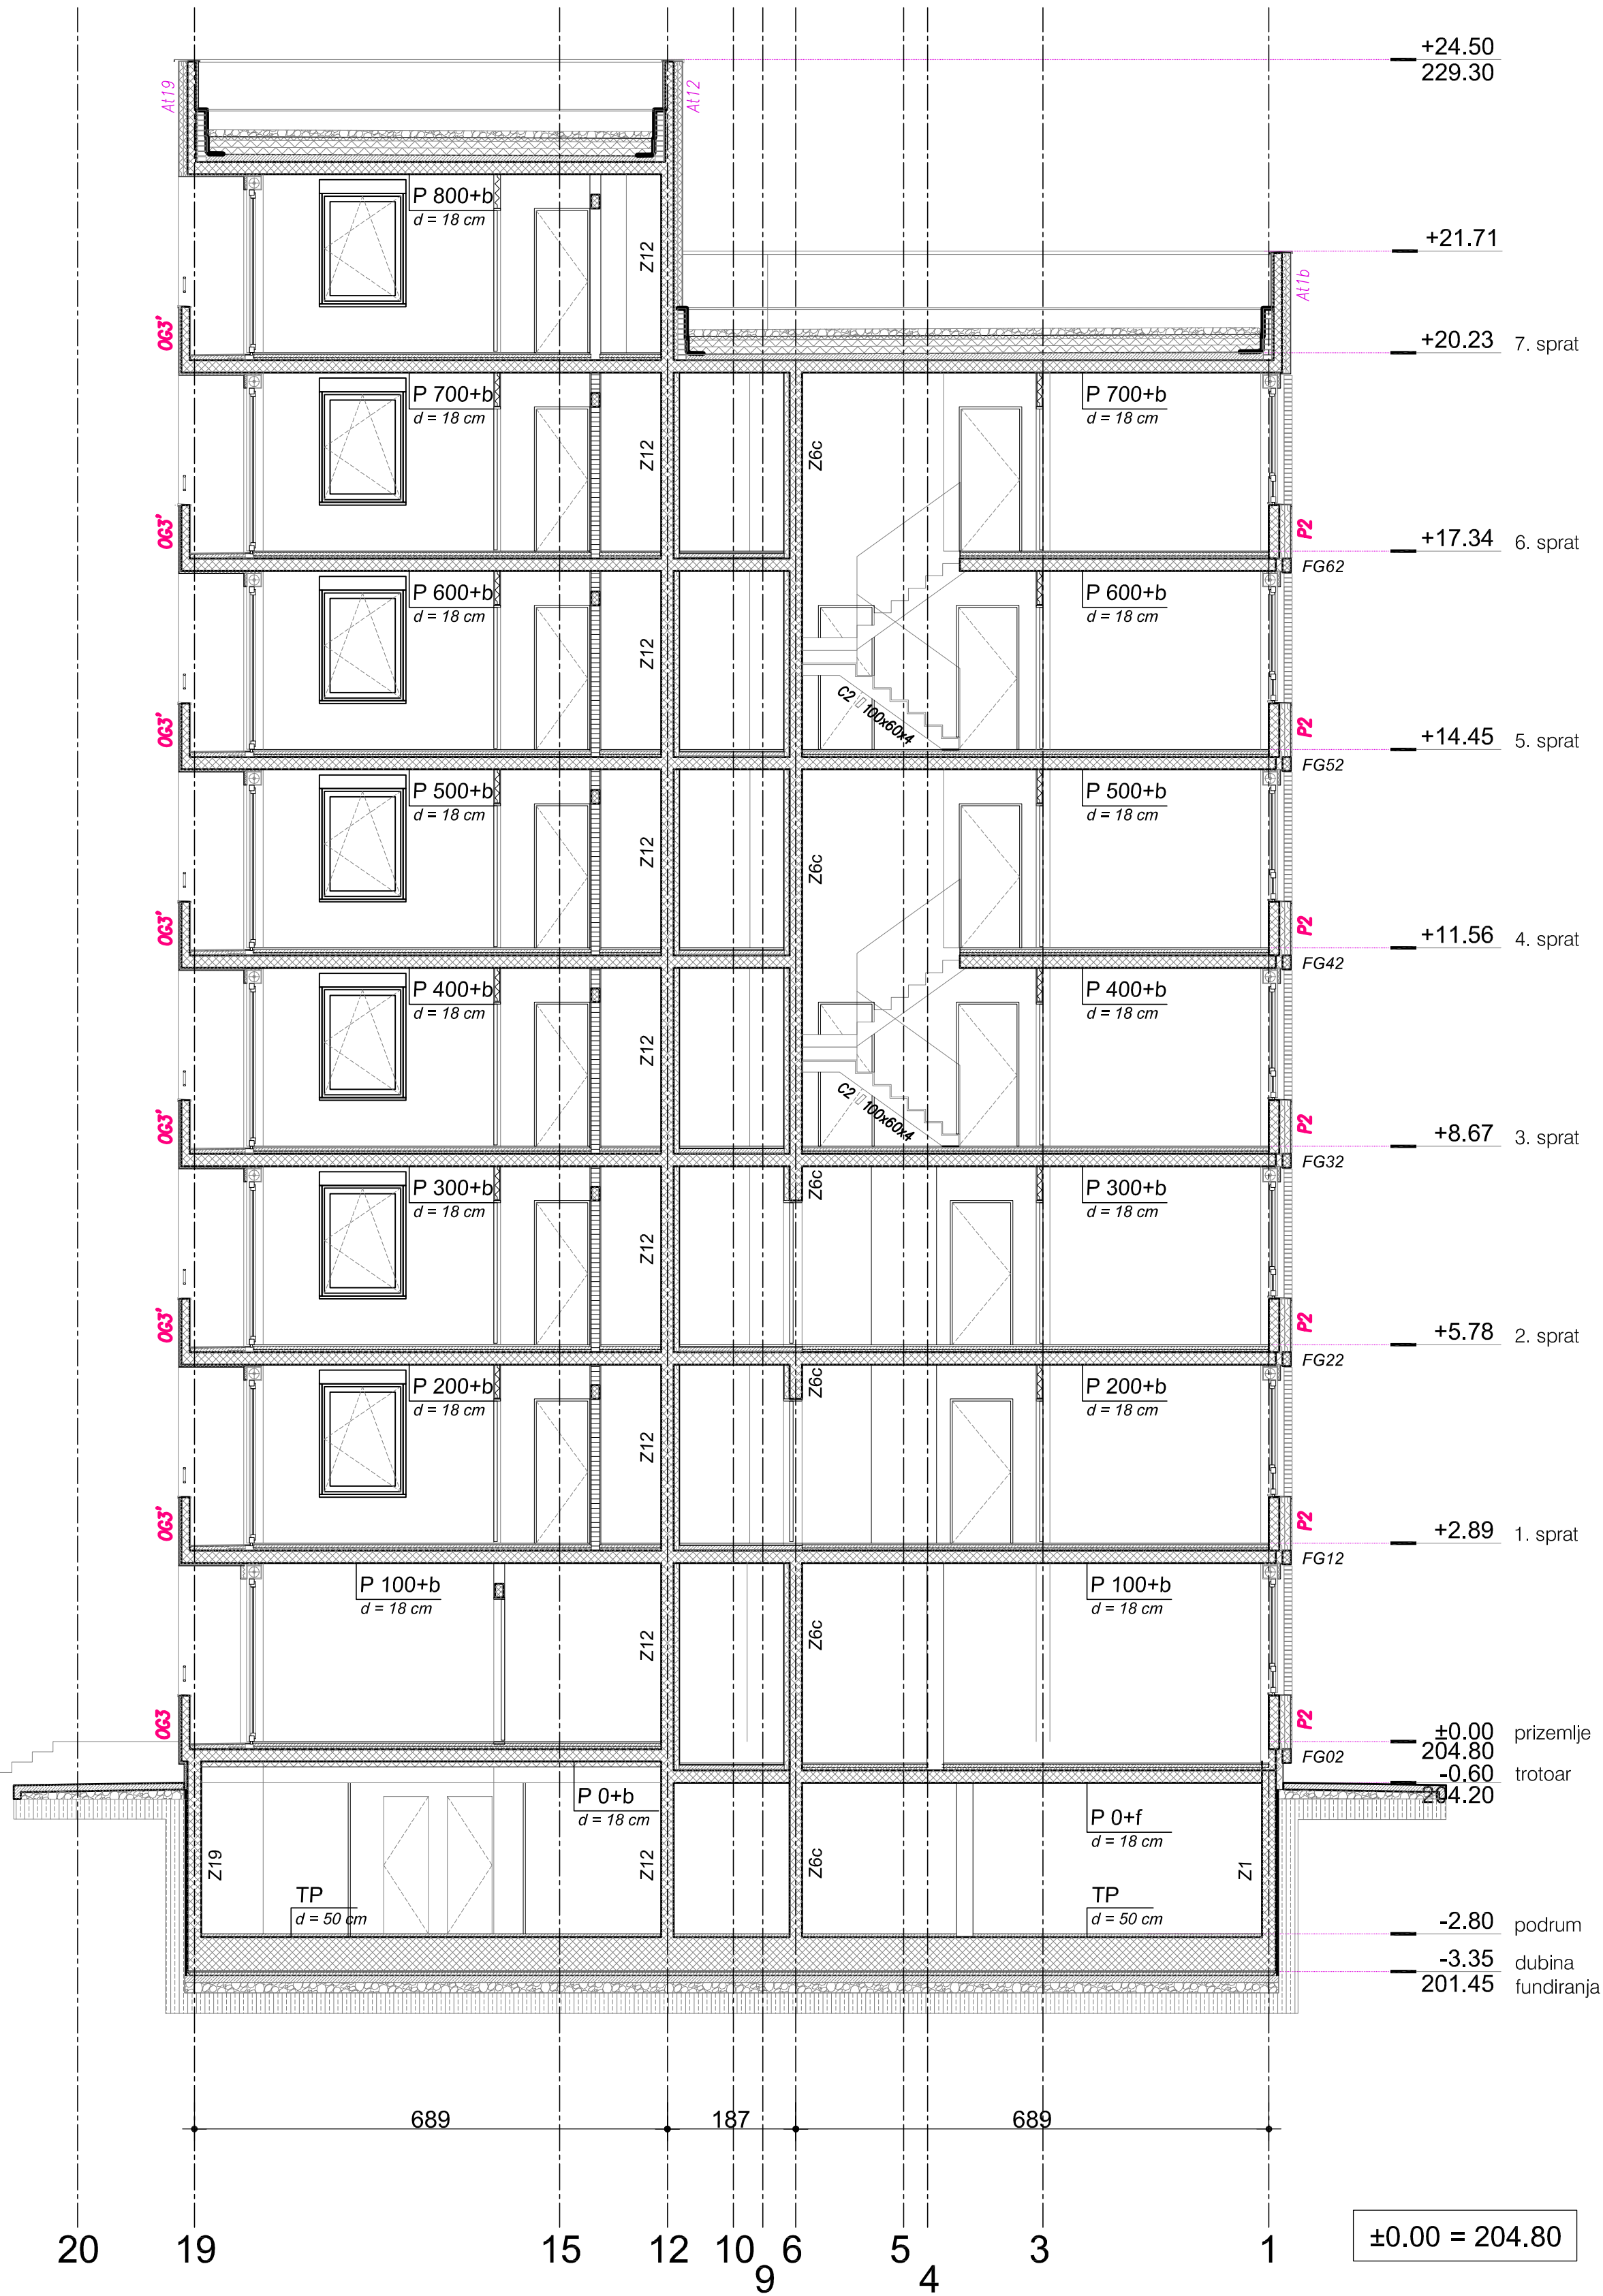 +24.50
229.30
At19
At12
P 800+b
d = 18 cm
Z12
+21.71
At1b
OG3'
+20.23 7. sprat
P 700+b
d = 18 cm
Z12
Z6c
P 700+b
d = 18 cm
OG3'
P2
+17.34 6. sprat
FG62
P 600+b
d = 18 cm
Z12
P 600+b
d = 18 cm
C2 100x60x4
OG3'
P2
+14.45 5. sprat
FG52
P 500+b
d = 18 cm
Z12
Z6c
P 500+b
d = 18 cm
OG3'
P2
+11.56 4. sprat
FG42
P 400+b
d = 18 cm
Z12
P 400+b
d = 18 cm
C2 100x60x4
OG3'
P2
+8.67 3. sprat
FG32
P 300+b
d = 18 cm
Z12
Z6c
P 300+b
d = 18 cm
OG3'
P2
+5.78 2. sprat
FG22
P 200+b
d = 18 cm
Z12
Z6c
P 200+b
d = 18 cm
OG3'
P2
+2.89 1. sprat
FG12
P 100+b
d = 18 cm
Z12
Z6c
P 100+b
d = 18 cm
OG3
P2
±0.00 prizemlje
204.80
FG02
-0.60 trotoar
204.20
P 0+b
d = 18 cm
P 0+f
d = 18 cm
Z19
Z12
Z6c
Z1
TP
d = 50 cm
TP
d = 50 cm
-2.80 podrum
-3.35 dubina
201.45 fundiranja
689 187 689
20 19 15 12 10 9 6 5 4 3 1
±0.00 = 204.80